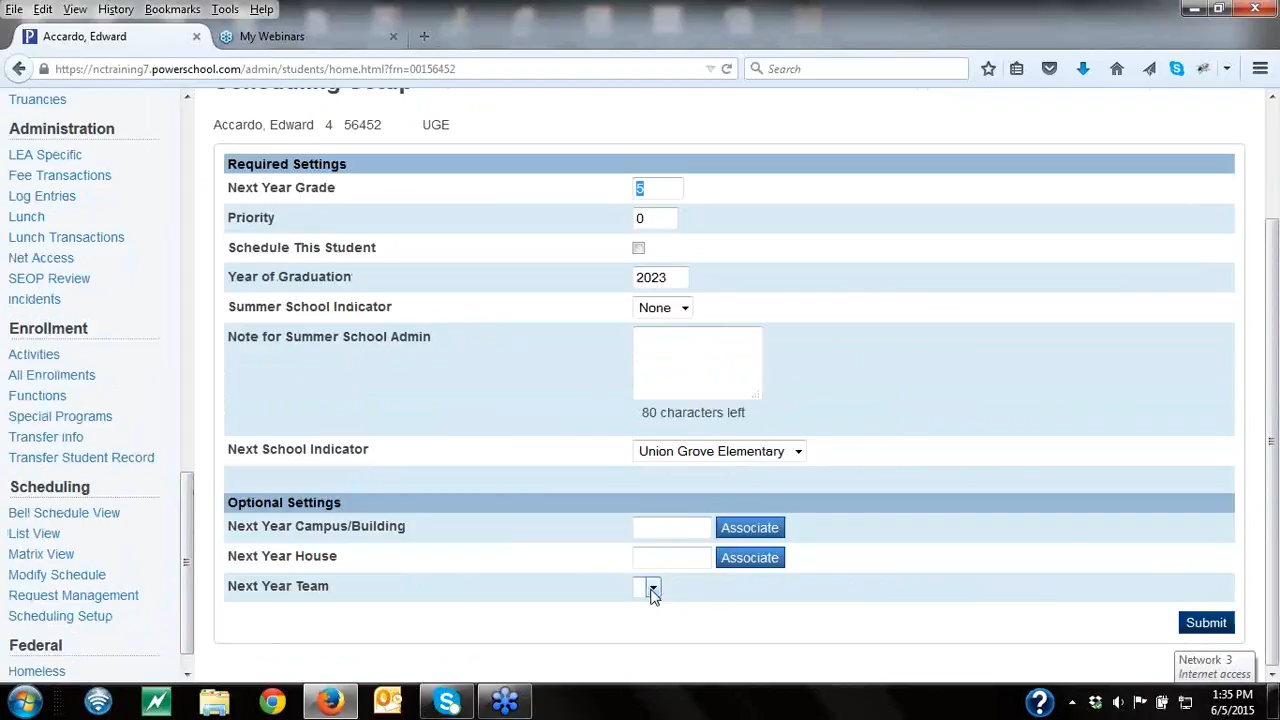 File Edit View History Bookmarks Tools Help
Accardo, Edward × My Webinars × +
https://nctraining7.powerschool.com/admin/students/home.html?frn=00156452 Search
Truancies
Administration
LEA Specific
Fee Transactions
Log Entries
Lunch
Lunch Transactions
Net Access
SEOP Review
Incidents
Enrollment
Activities
All Enrollments
Functions
Special Programs
Transfer Info
Transfer Student Record
Scheduling
Bell Schedule View
List View
Matrix View
Modify Schedule
Request Management
Scheduling Setup
Federal
Homeless
Scheduling Setup
Accardo, Edward 4 56452 UGE
Required Settings
Next Year Grade 5
Priority 0
Schedule This Student
Year of Graduation 2023
Summer School Indicator None
Note for Summer School Admin
80 characters left
Next School Indicator Union Grove Elementary
Optional Settings
Next Year Campus/Building Associate
Next Year House Associate
Next Year Team
Submit
Network 3
Internet access
1:35 PM
6/5/2015